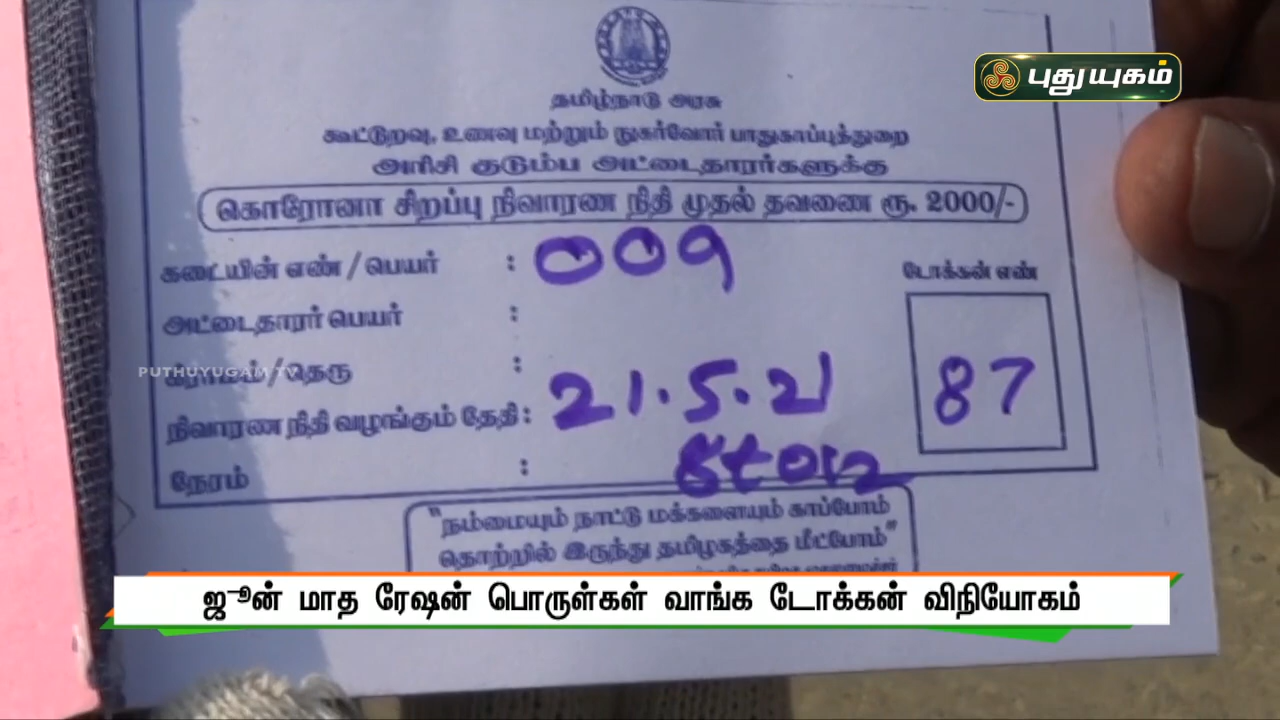 புதுயுகம்
தமிழ்நாடு அரசு
கூட்டுறவு, உணவு மற்றும் நுகர்வோர் பாதுகாப்புத்துறை
அரிசி குடும்ப அட்டைதாரர்களுக்கு
கொரோனா சிறப்பு நிவாரண நிதி முதல் தவணை ரூ. 2000/-
கடையின் எண் / பெயர் : 009
டோக்கன் எண்
87
அட்டைதாரர் பெயர் :
கிராமம்/தெரு :
PUTHUYUGAM TV
நிவாரண நிதி வழங்கும் தேதி : 21.5.21
நேரம் :
"நம்மையும் நாட்டு மக்களையும் காப்போம்
தொற்றில் இருந்து தமிழகத்தை மீட்போம்"
ஜூன் மாத ரேஷன் பொருள்கள் வாங்க டோக்கன் விநியோகம்